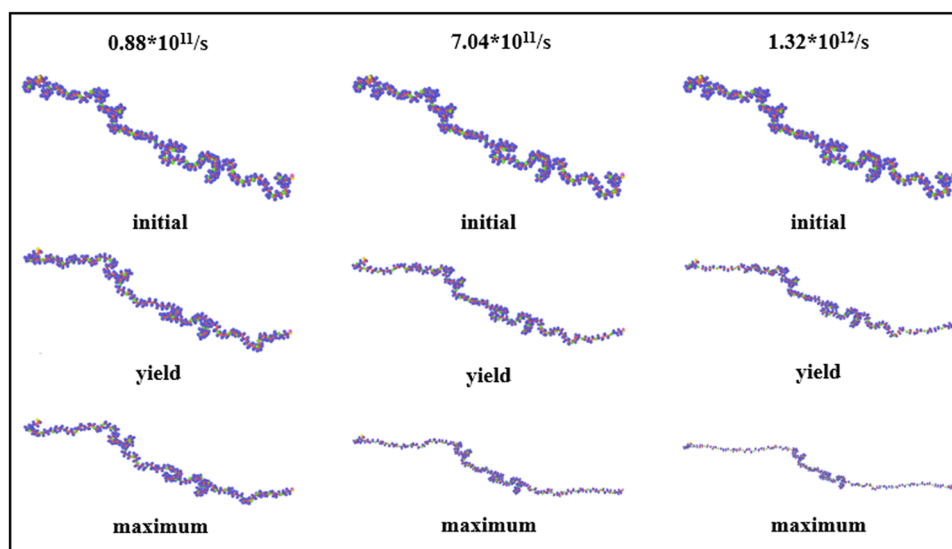 0.88*10¹¹/s 7.04*10¹¹/s 1.32*10¹²/s
initial initial initial
yield yield yield
maximum maximum maximum